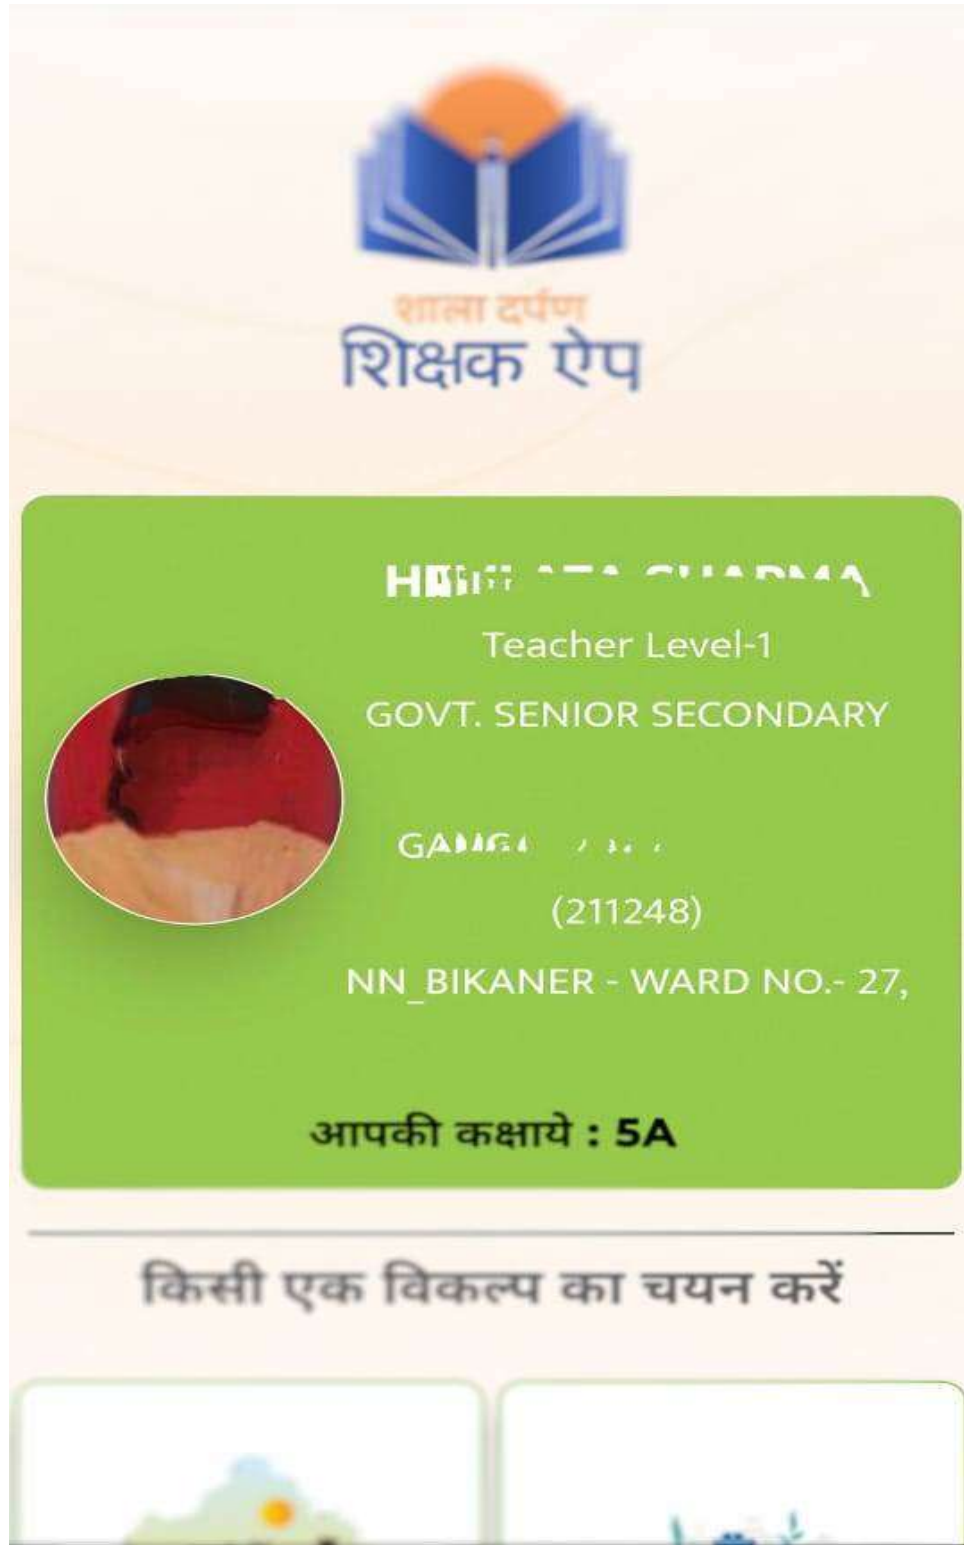 शाला दर्पण
शिक्षक ऐप
Teacher Level-1
GOVT. SENIOR SECONDARY
(211248)
NN_BIKANER - WARD NO.- 27,
आपकी कक्षाये : 5A
किसी एक विकल्प का चयन करें